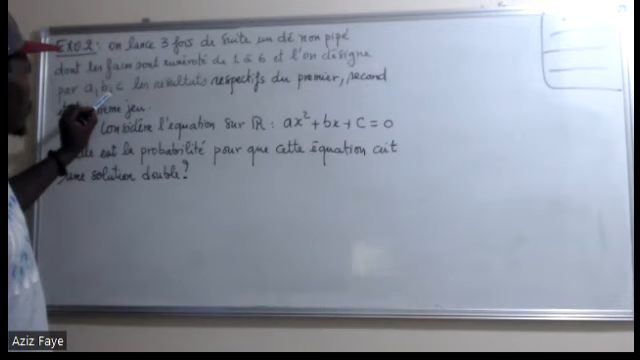 EXO.2 : on lance 3 fois de suite un dé non pipé
dont les faces sont numéroté de 1 à 6 et l'on désigne
par a, b, c les résultats respectifs du premier, second
jeu.
Considère l'équation sur ℝ : ax² + bx + c = 0
est la probabilité pour que cette équation ait
une solution double?
Aziz Faye